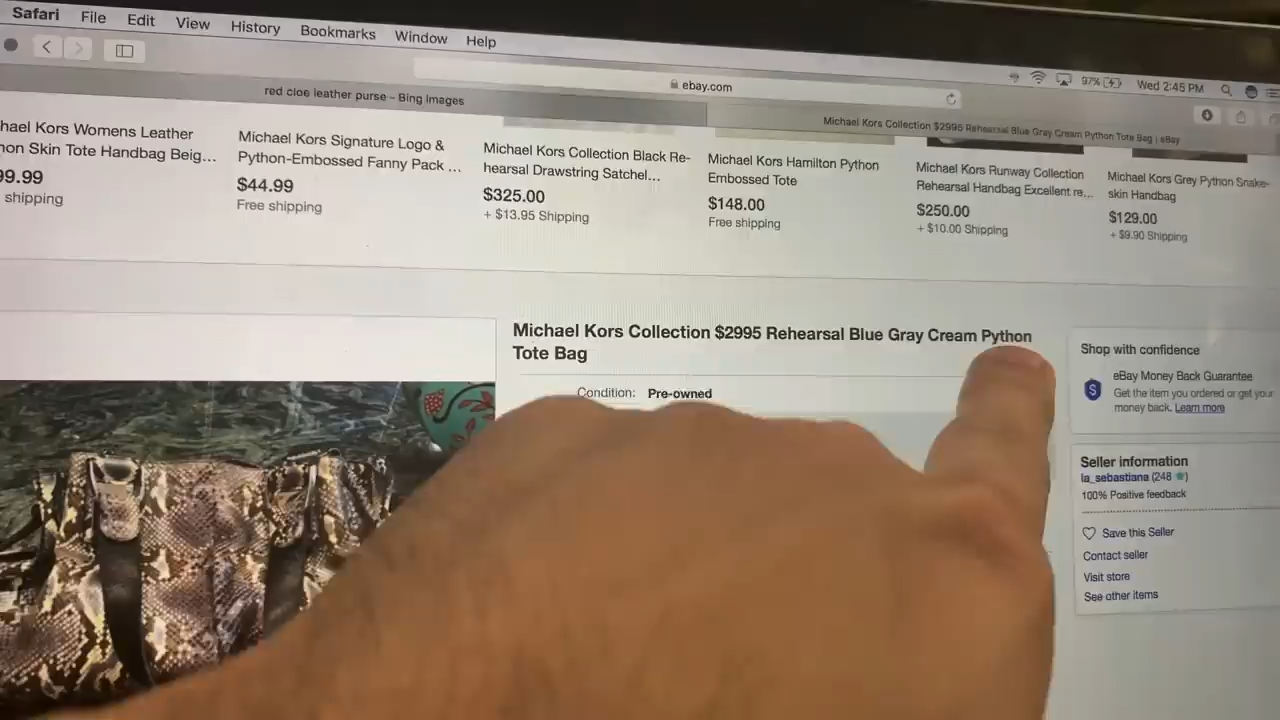 Safari File Edit View History Bookmarks Window Help
97% Wed 2:45 PM
ebay.com
red cloe leather purse – Bing Images
Michael Kors Collection $2995 Rehearsal Blue Gray Cream Python Tote Bag | eBay
hael Kors Womens Leather
hon Skin Tote Handbag Beig...
99.99
shipping
Michael Kors Signature Logo &
Python-Embossed Fanny Pack ...
$44.99
Free shipping
Michael Kors Collection Black Re-
hearsal Drawstring Satchel...
$325.00
+ $13.95 Shipping
Michael Kors Hamilton Python
Embossed Tote
$148.00
Free shipping
Michael Kors Runway Collection
Rehearsal Handbag Excellent re...
$250.00
+ $10.00 Shipping
Michael Kors Grey Python Snake-
skin Handbag
$129.00
+ $9.90 Shipping
Michael Kors Collection $2995 Rehearsal Blue Gray Cream Python
Tote Bag
Condition: Pre-owned
Shop with confidence
eBay Money Back Guarantee
Get the item you ordered or get your
money back. Learn more
Seller information
la_sebastiana (248 )
100% Positive feedback
Save this Seller
Contact seller
Visit store
See other items